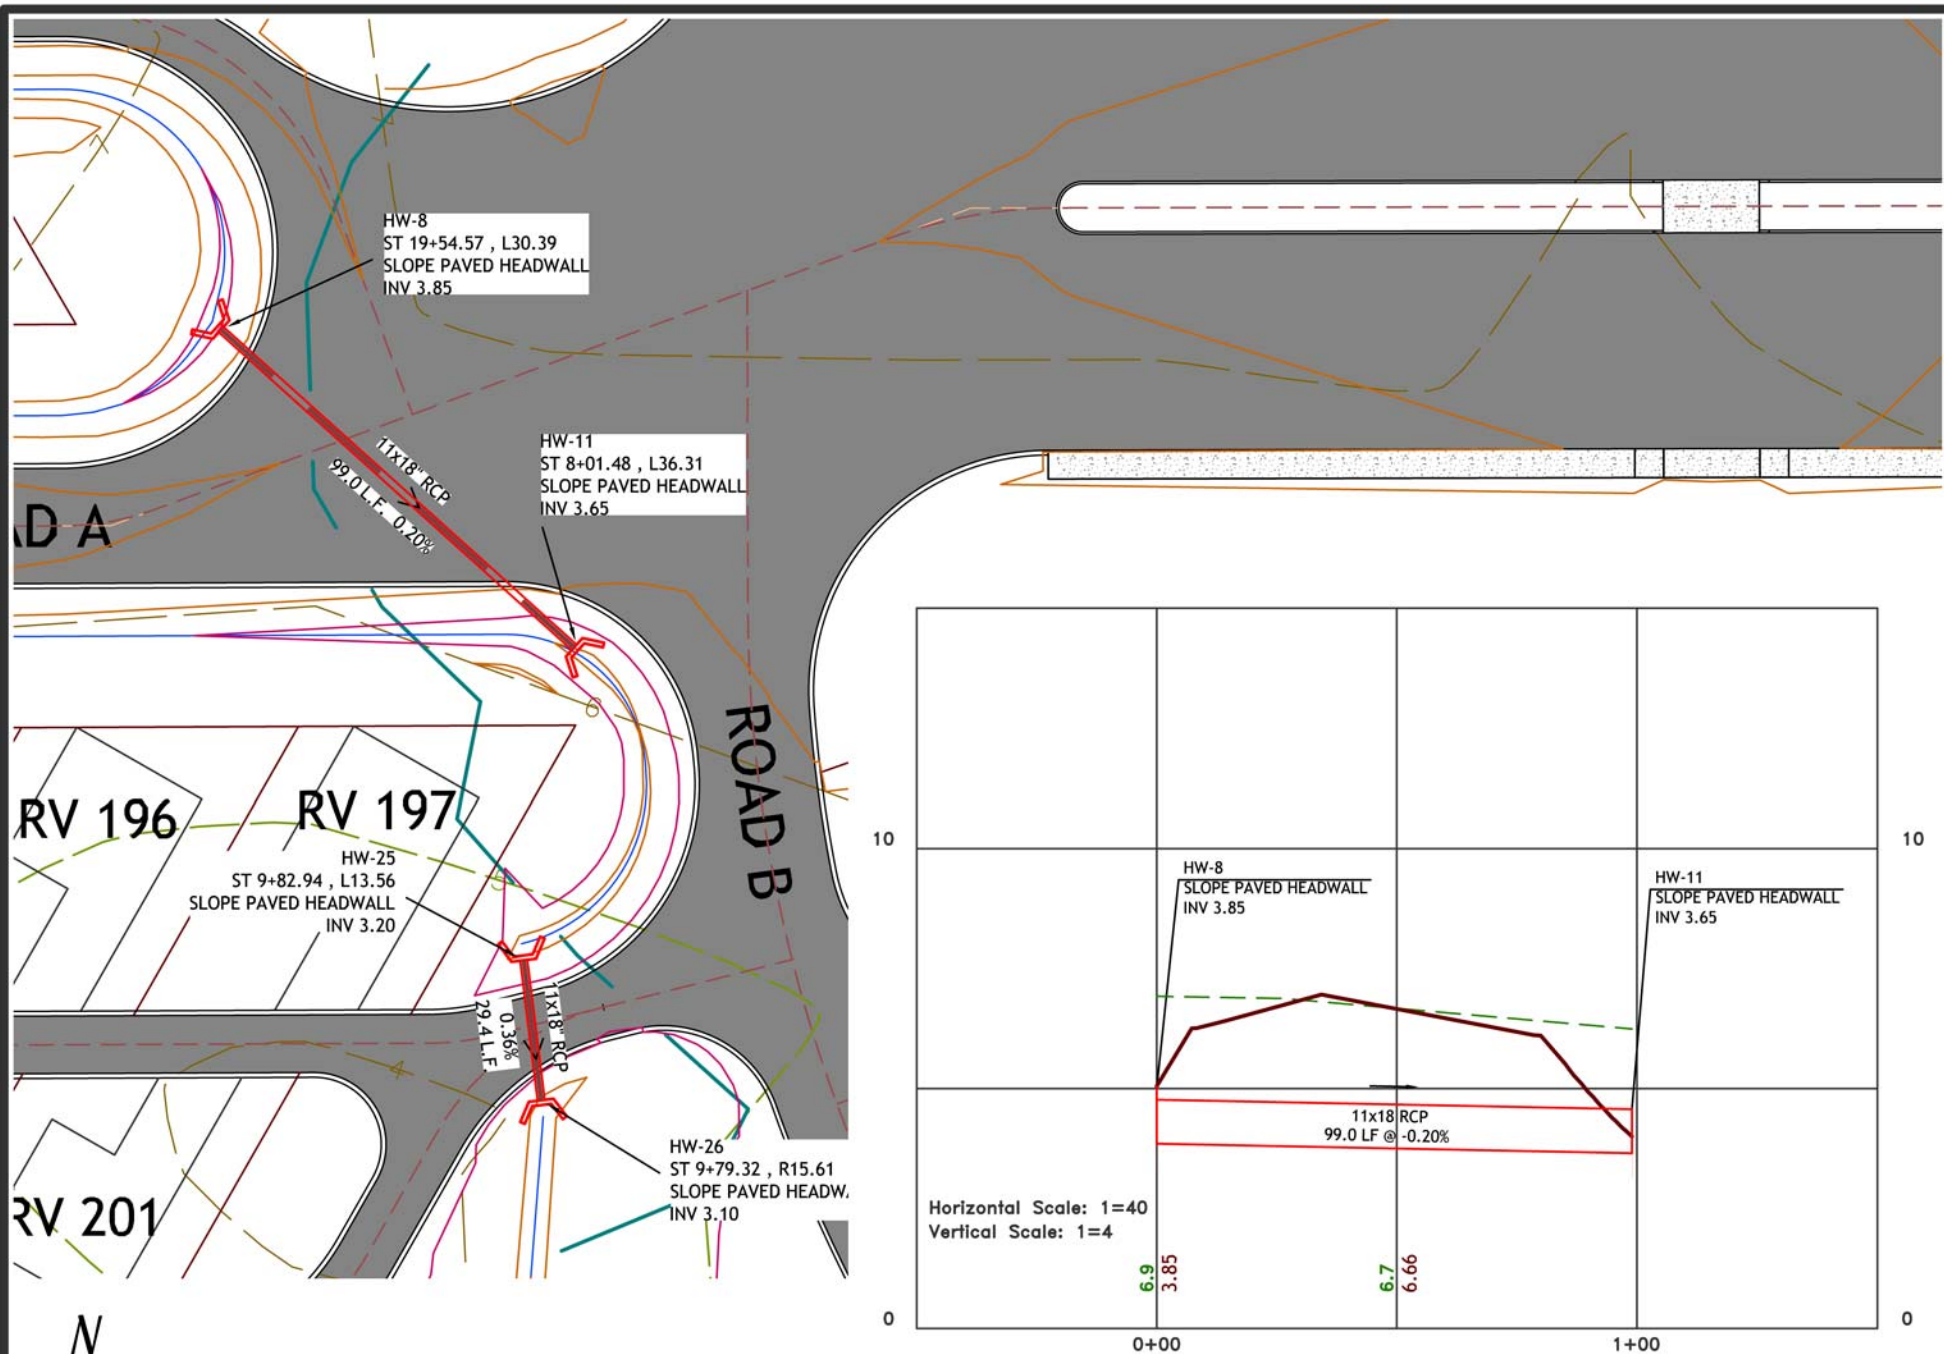 HW-8
ST 19+54.57 , L30.39
SLOPE PAVED HEADWALL
INV 3.85
11x18" RCP
99.0 L.F. 0.20%
HW-11
ST 8+01.48 , L36.31
SLOPE PAVED HEADWALL
INV 3.65
AD A
ROAD B
RV 196
RV 197
HW-25
ST 9+82.94 , L13.56
SLOPE PAVED HEADWALL
INV 3.20
11x18" RCP
0.36%
29.4 L.F.
HW-26
ST 9+79.32 , R15.61
SLOPE PAVED HEADWA
INV 3.10
RV 201
N
10
10
HW-8
SLOPE PAVED HEADWALL
INV 3.85
HW-11
SLOPE PAVED HEADWALL
INV 3.65
11x18 RCP
99.0 LF @ -0.20%
Horizontal Scale: 1=40
Vertical Scale: 1=4
6.9
3.85
6.7
6.66
0
0
0+00
1+00